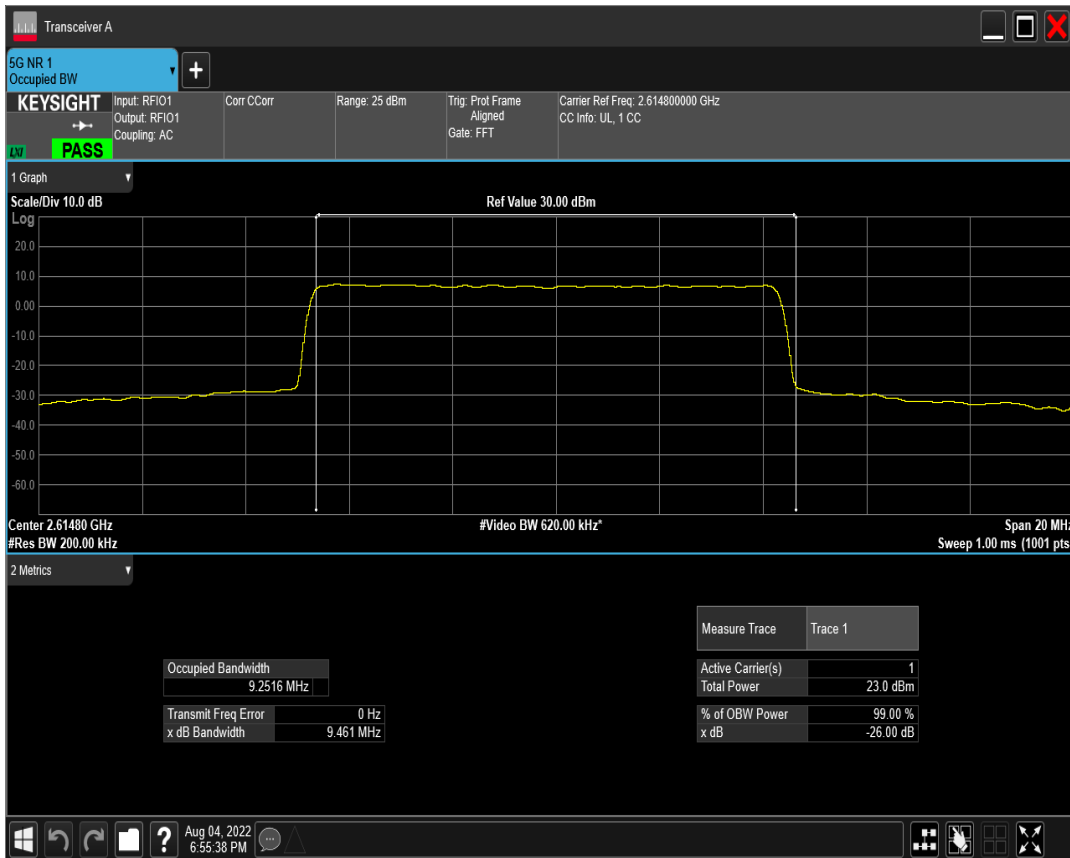 Transceiver A
5G NR 1
Occupied BW
KEYSIGHT
LXI
PASS
Input: RFIO1
Output: RFIO1
Coupling: AC
Corr CCorr
Range: 25 dBm
Trig: Prot Frame
Aligned
Gate: FFT
Carrier Ref Freq: 2.614800000 GHz
CC Info: UL, 1 CC
1 Graph
Scale/Div 10.0 dB
Ref Value 30.00 dBm
Log
20.0
10.0
0.00
-10.0
-20.0
-30.0
-40.0
-50.0
-60.0
Center 2.61480 GHz
#Video BW 620.00 kHz*
Span 20 MHz
#Res BW 200.00 kHz
Sweep 1.00 ms (1001 pts
2 Metrics
Measure Trace
Trace 1
Occupied Bandwidth
9.2516 MHz
Active Carrier(s)
1
Total Power
23.0 dBm
Transmit Freq Error
0 Hz
x dB Bandwidth
9.461 MHz
% of OBW Power
99.00 %
x dB
-26.00 dB
?
Aug 04, 2022
6:55:38 PM